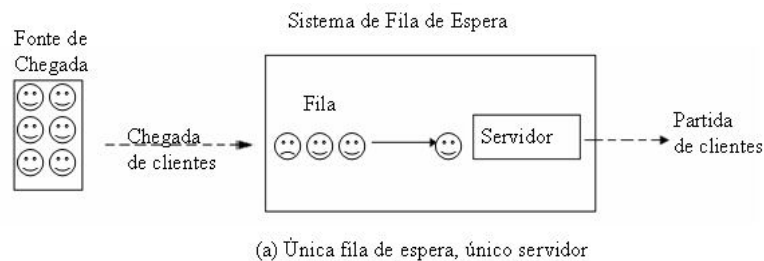 Sistema de Fila de Espera
Fonte de
Chegada
Fila
Chegada
de clientes
Servidor
Partida
de clientes
(a) Única fila de espera, único servidor